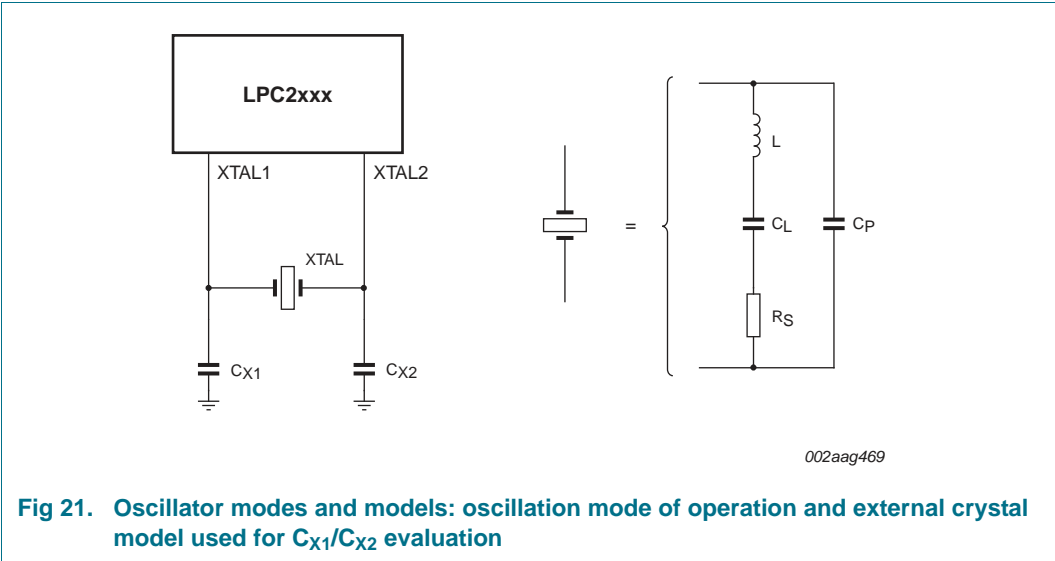 LPC2xxx
XTAL1
XTAL2
XTAL
CX1
CX2
=
L
CL
CP
RS
002aag469
Fig 21. Oscillator modes and models: oscillation mode of operation and external crystal
model used for CX1/CX2 evaluation